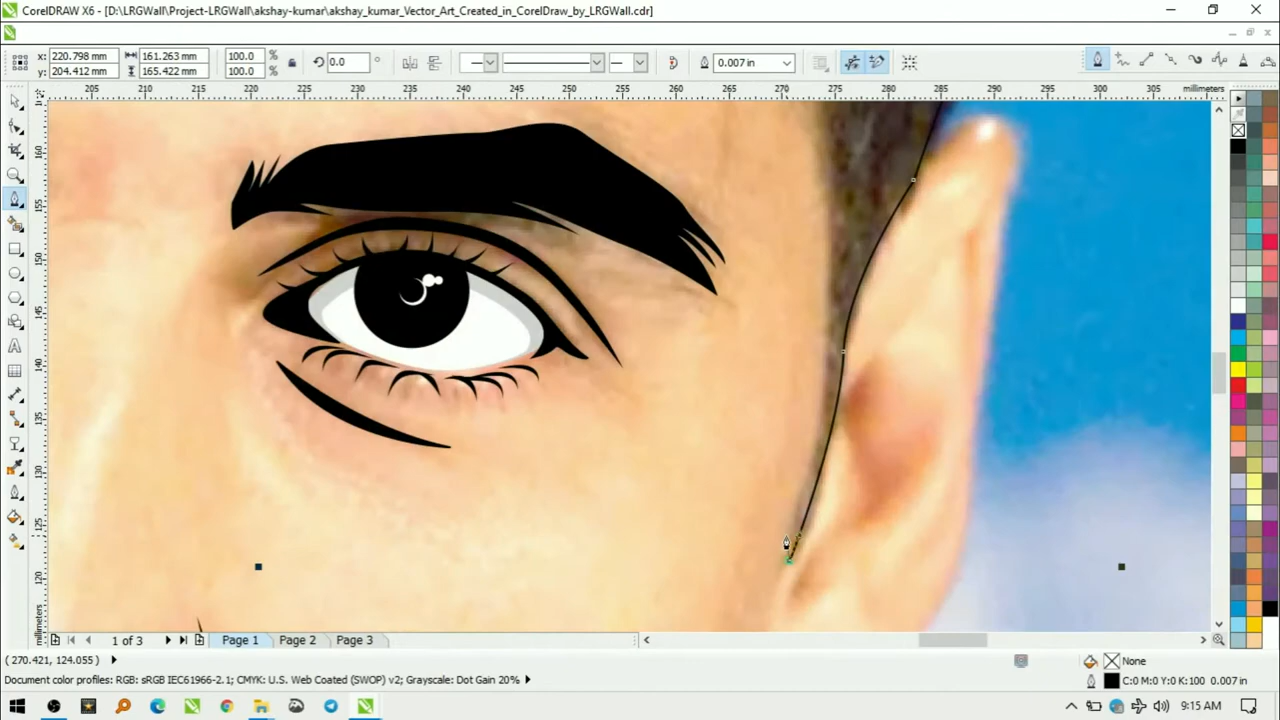 CorelDRAW X6 - [D:\LRGWall\Project-LRGWall\akshay-kumar\akshay_kumar_Vector_Art_Created_in_CorelDraw_by_LRGWall.cdr]
x: 220.798 mm 161.263 mm 100.0 % 0.0 ° 0.007 in
y: 204.412 mm 165.422 mm 100.0 %
205 210 215 220 225 230 235 240 245 250 255 260 265 270 275 280 285 290 295 300 305 millimeters
160
155
150
145
140
135
130
125
120
millimeters
1 of 3 Page 1 Page 2 Page 3
(270.421, 124.055) None
Document color profiles: RGB: sRGB IEC61966-2.1; CMYK: U.S. Web Coated (SWOP) v2; Grayscale: Dot Gain 20% C:0 M:0 Y:0 K:100 0.007 in
9:15 AM